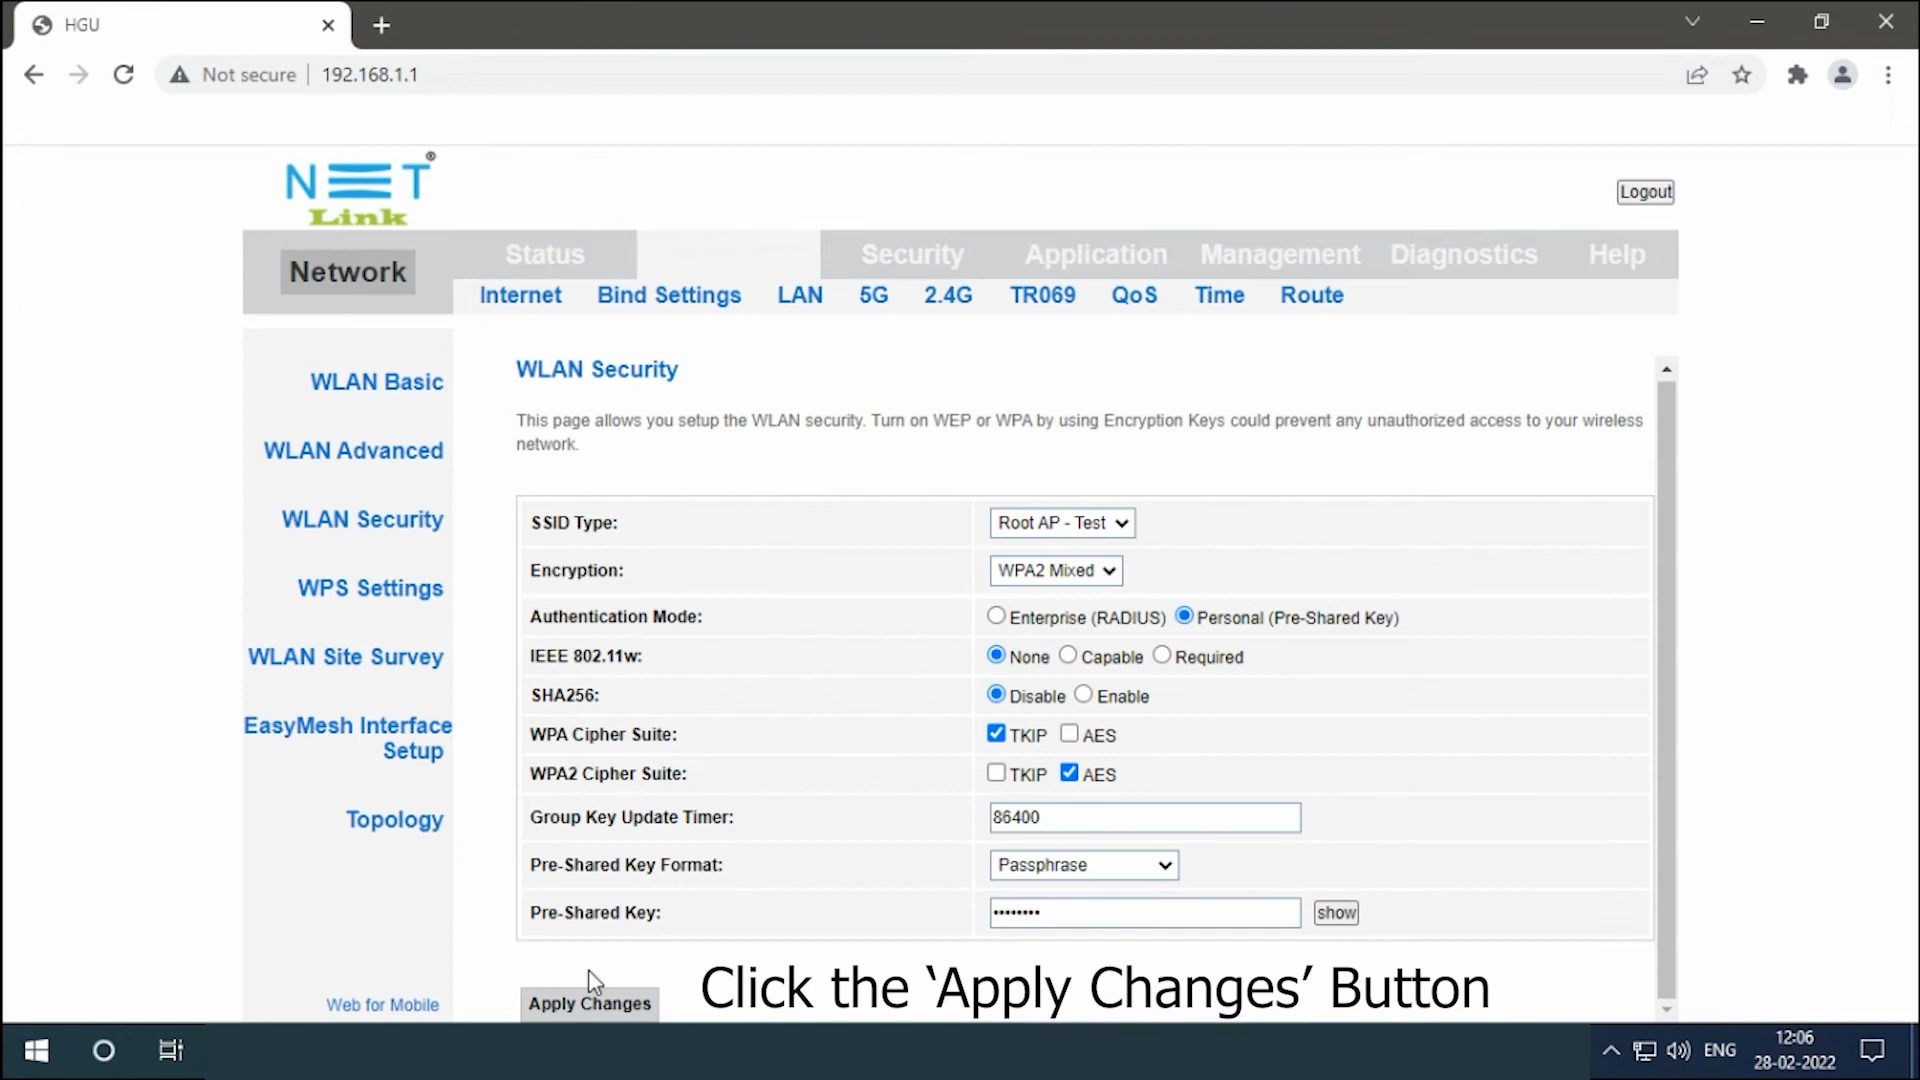 HGU
Not secure 192.168.1.1
NET®
Link
Logout
Network
Status Security Application Management Diagnostics Help
Internet Bind Settings LAN 5G 2.4G TR069 QoS Time Route
WLAN Basic
WLAN Advanced
WLAN Security
WPS Settings
WLAN Site Survey
EasyMesh Interface
Setup
Topology
Web for Mobile
WLAN Security
This page allows you setup the WLAN security. Turn on WEP or WPA by using Encryption Keys could prevent any unauthorized access to your wireless
network.
SSID Type: Root AP - Test
Encryption: WPA2 Mixed
Authentication Mode: Enterprise (RADIUS) Personal (Pre-Shared Key)
IEEE 802.11w: None Capable Required
SHA256: Disable Enable
WPA Cipher Suite: TKIP AES
WPA2 Cipher Suite: TKIP AES
Group Key Update Timer: 86400
Pre-Shared Key Format: Passphrase
Pre-Shared Key: •••••••• show
Apply Changes
Click the ‘Apply Changes’ Button
ENG
12:06
28-02-2022